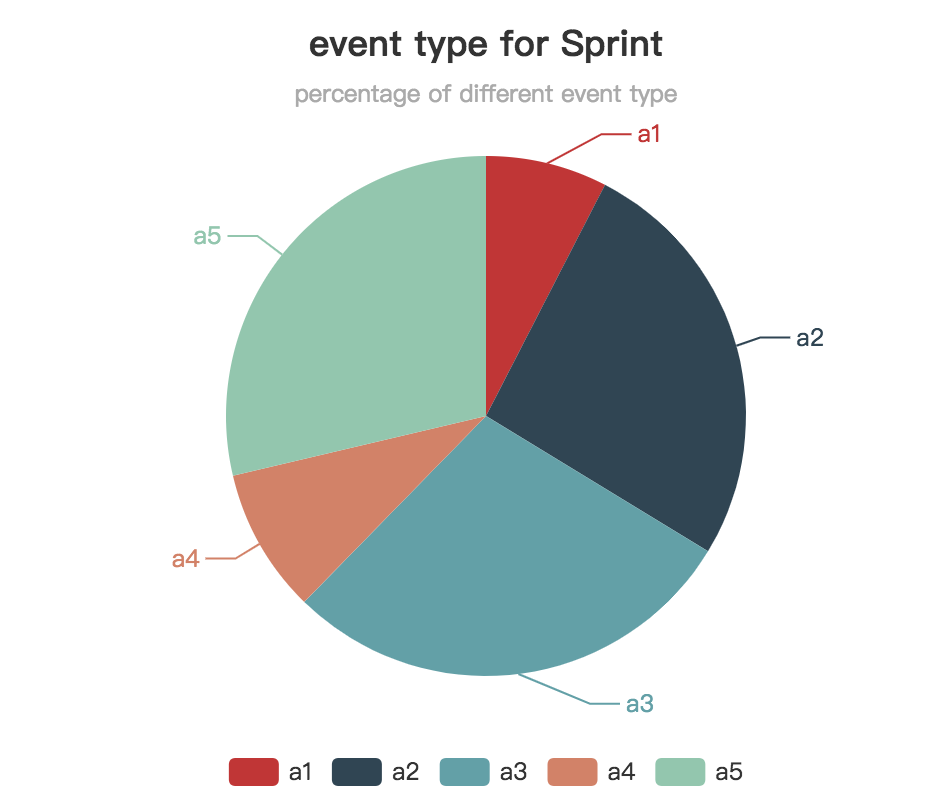 event type for Sprint
percentage of different event type
a1
a5
a2
a4
a3
a1 a2 a3 a4 a5